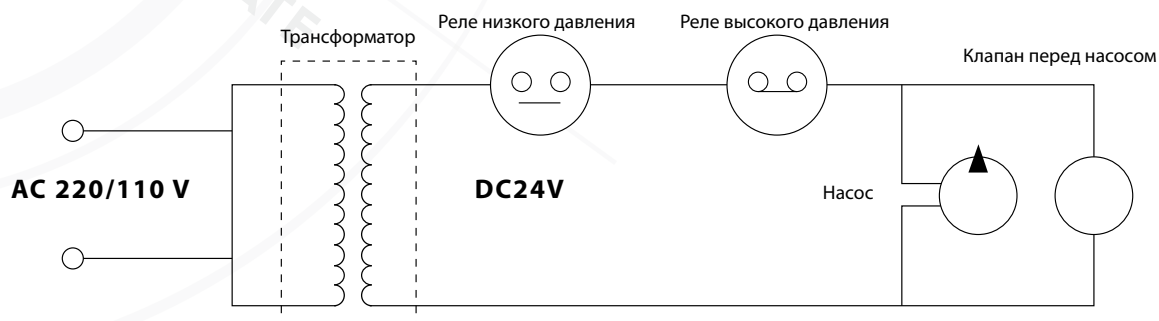 Реле низкого давления
Реле высокого давления
Трансформатор
Клапан перед насосом
AC 220/110 V
DC24V
Насос